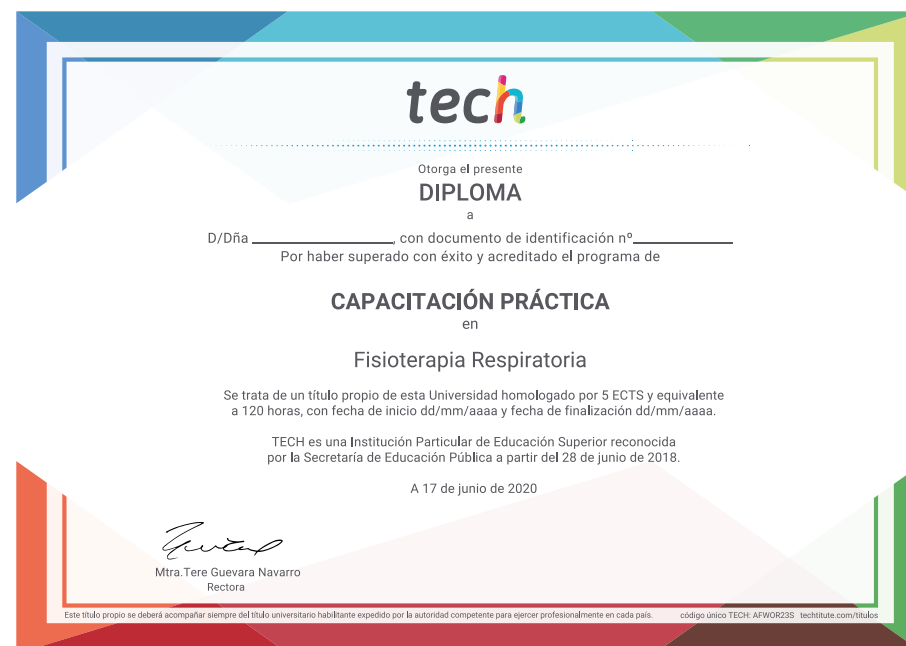 tech
Otorga el presente
DIPLOMA
a
D/Dña ____________________, con documento de identificación nº______________
Por haber superado con éxito y acreditado el programa de
CAPACITACIÓN PRÁCTICA
en
Fisioterapia Respiratoria
Se trata de un título propio de esta Universidad homologado por 5 ECTS y equivalente
a 120 horas, con fecha de inicio dd/mm/aaaa y fecha de finalización dd/mm/aaaa.
TECH es una Institución Particular de Educación Superior reconocida
por la Secretaría de Educación Pública a partir del 28 de junio de 2018.
A 17 de junio de 2020
Mtra.Tere Guevara Navarro
Rectora
Este título propio se deberá acompañar siempre del título universitario habilitante expedido por la autoridad competente para ejercer profesionalmente en cada país. código único TECH: AFWOR23S techtitute.com/titulos